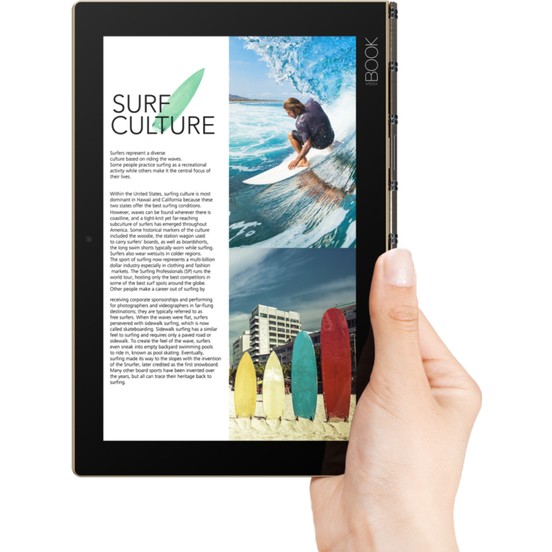 SURF
CULTURE
Surfers represent a diverse
culture based on riding the waves.
Some people practice surfing as a recreational
activity while others make it the central focus of
their lives.
Within the United States, surfing culture is most
dominant in Hawaii and California because these
two states offer the best surfing conditions.
However, waves can be found wherever there is
coastline, and a tight-knit yet far-reaching
subculture of surfers has emerged throughout
America. Some historical markers of the culture
included the woodie, the station wagon used
to carry surfers' boards, as well as boardshorts,
the long swim shorts typically worn while surfing.
Surfers also wear wetsuits in colder regions.
The sport of surfing now represents a multi-billion
dollar industry especially in clothing and fashion
markets. The Surfing Professionals (SP) runs the
world tour, hosting only the best competitors in
some of the best surf spots around the globe.
Other people make a career out of surfing by
receiving corporate sponsorships and performing
for photographers and videographers in far-flung
destinations; they are typically referred to as
free surfers. When the waves were flat, surfers
persevered with sidewalk surfing, which is now
called skateboarding. Sidewalk surfing has a similar
feel to surfing and requires only a paved road or
sidewalk. To create the feel of the wave, surfers
even sneak into empty backyard swimming pools
to ride in, known as pool skating. Eventually,
surfing made its way to the slopes with the invention
of the Snurfer, later credited as the first snowboard.
Many other board sports have been invented over
the years, but all can trace their heritage back to
surfing.
BOOK